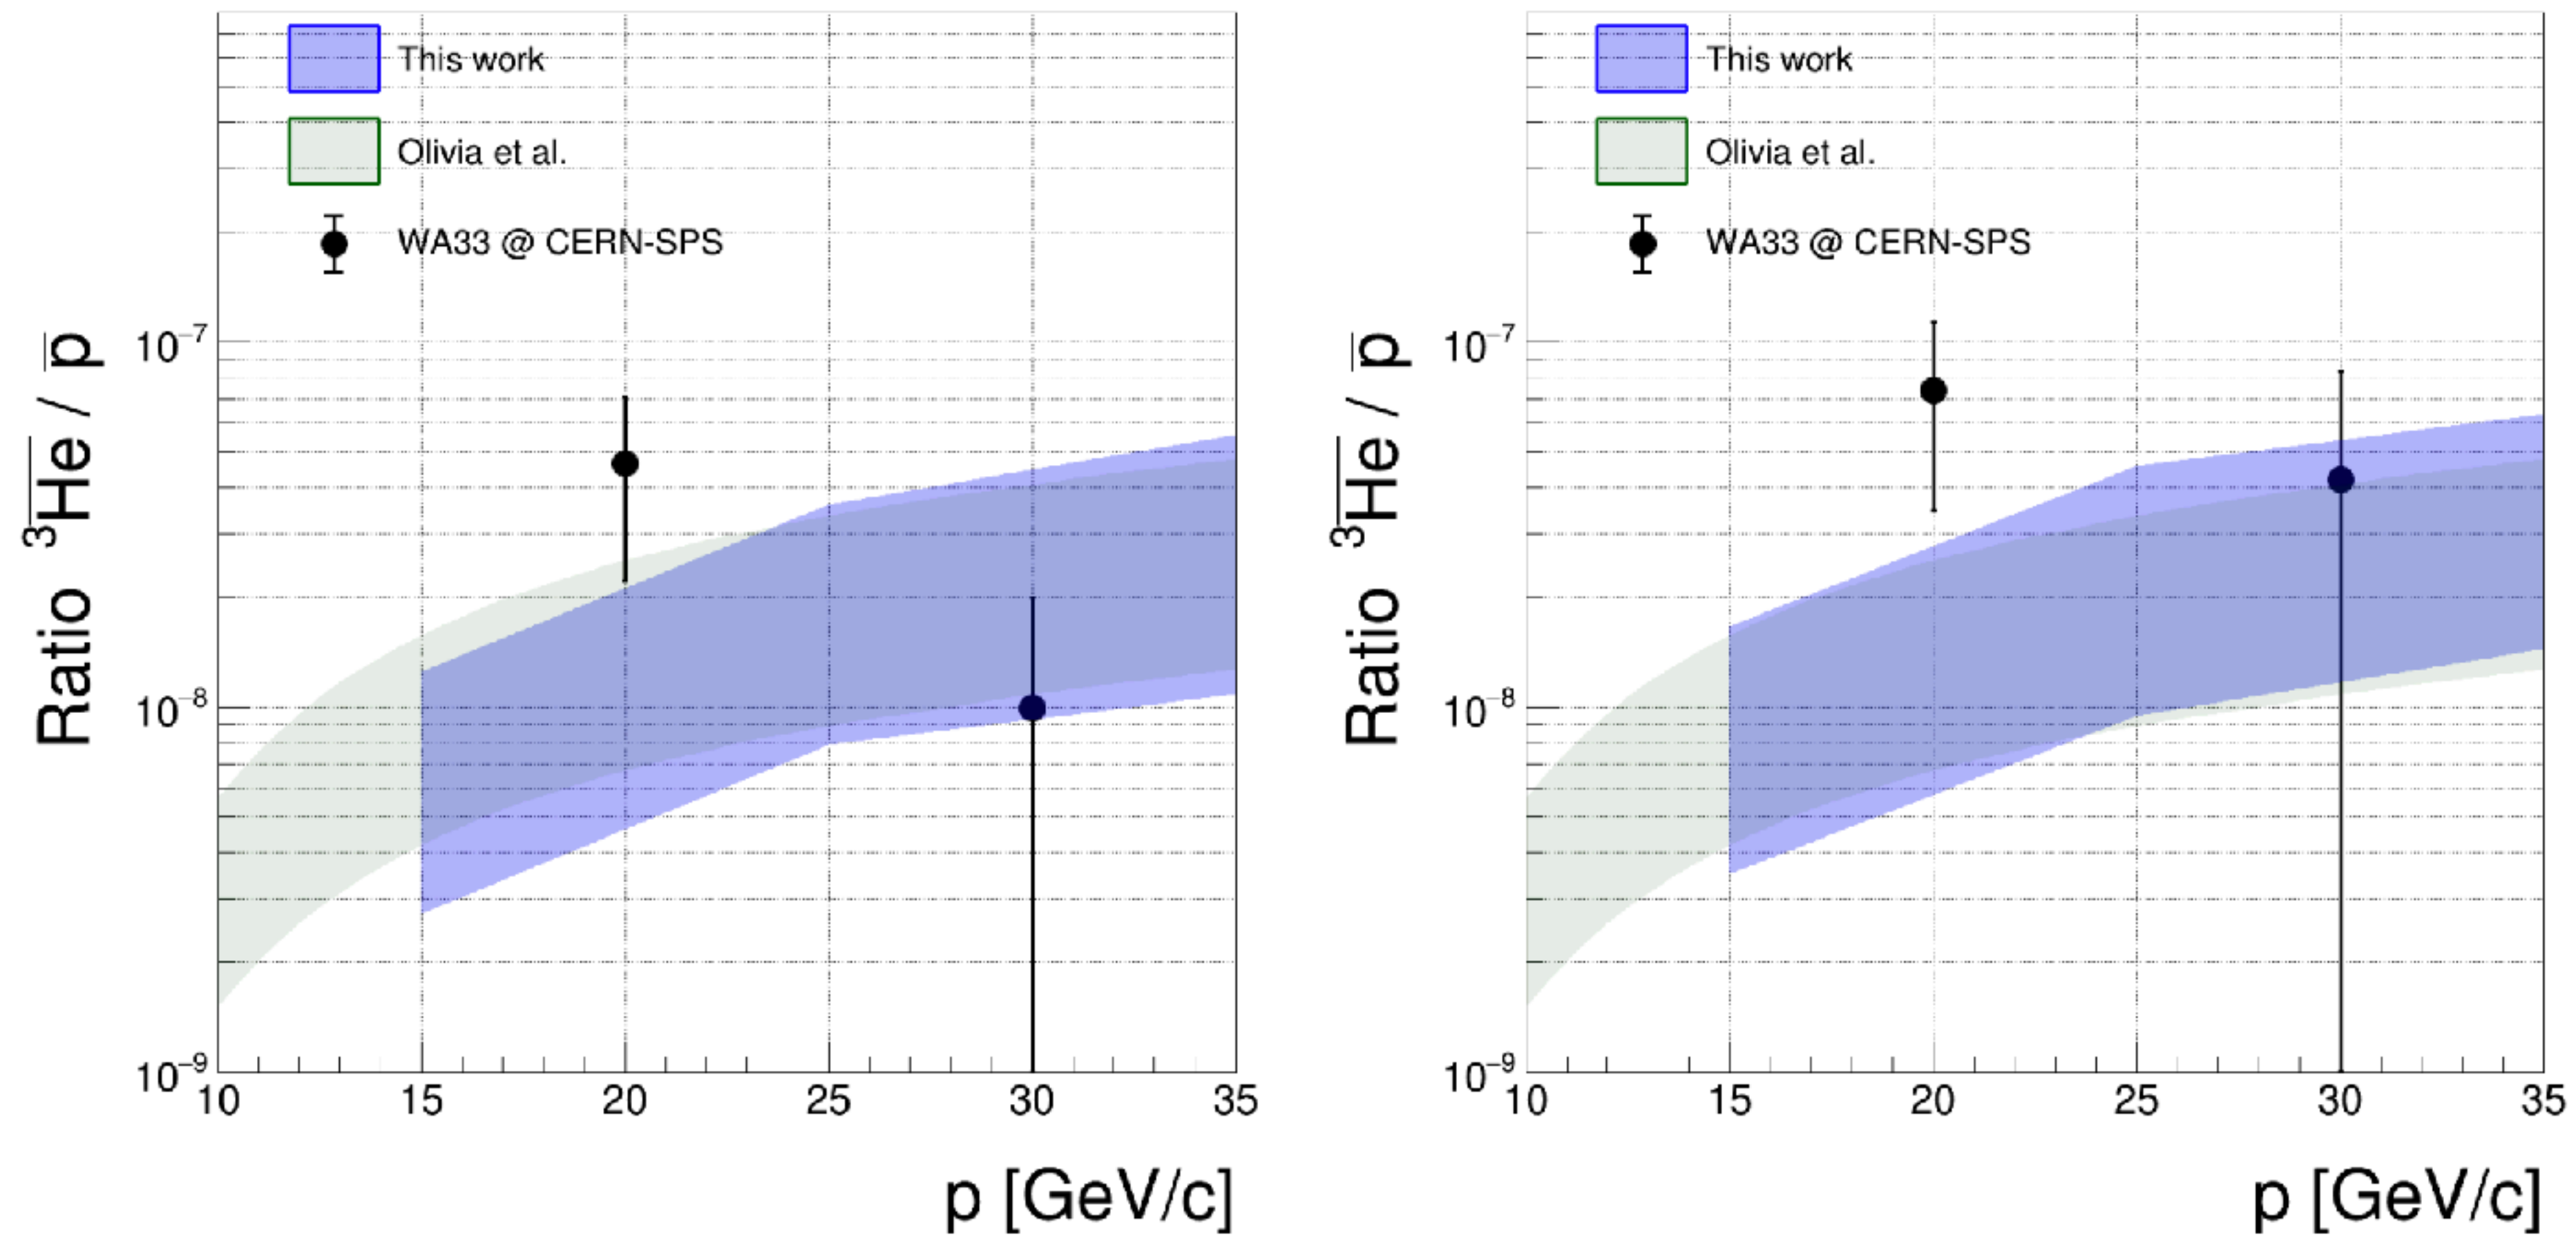 This work
Olivia et al.
WA33 @ CERN-SPS
Ratio ³H̅e̅ / p̅
10⁻⁷
10⁻⁸
10⁻⁹
10 15 20 25 30 35
p [GeV/c]
This work
Olivia et al.
WA33 @ CERN-SPS
Ratio ³H̅e̅ / p̅
10⁻⁷
10⁻⁸
10⁻⁹
10 15 20 25 30 35
p [GeV/c]